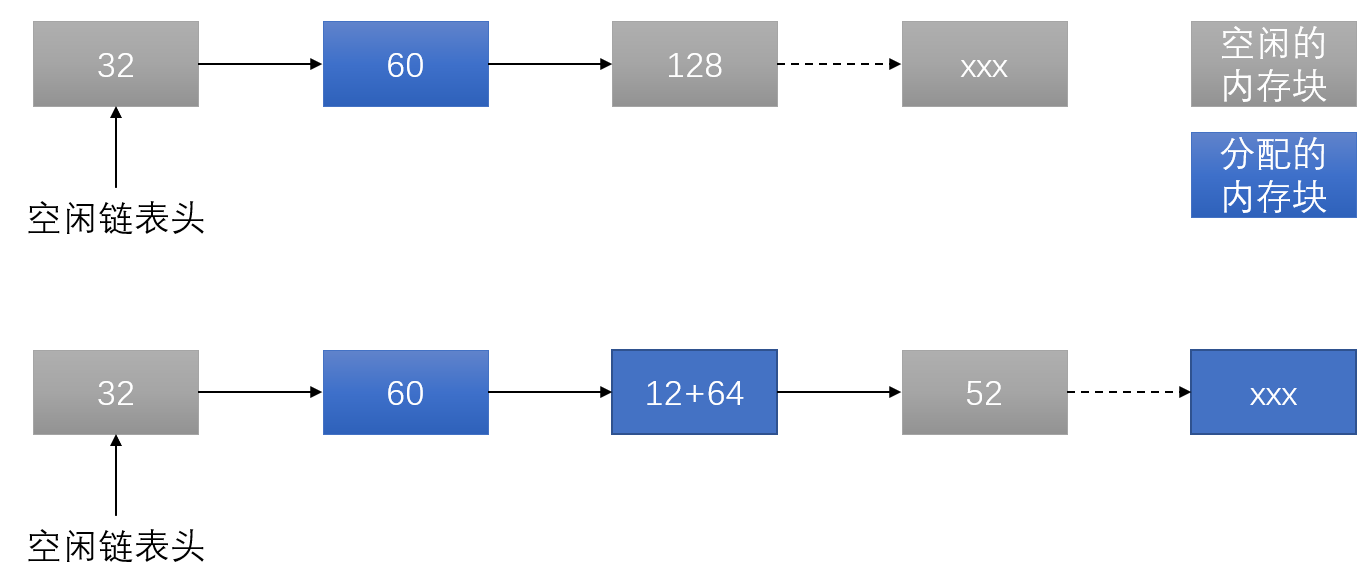 32
60
128
xxx
空闲的
内存块
分配的
内存块
空闲链表头
32
60
12+64
52
xxx
空闲链表头